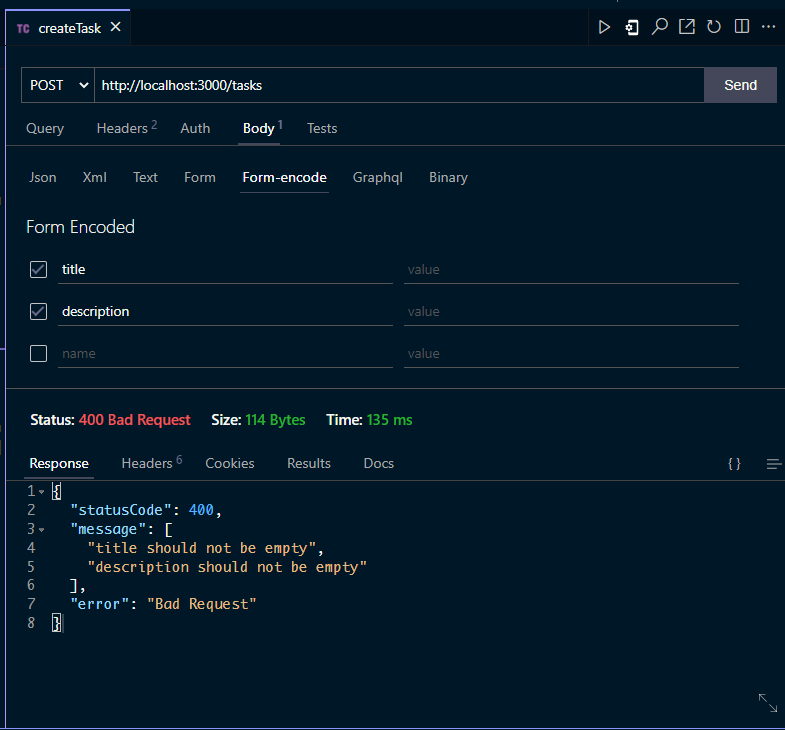 TC createTask
POST http://localhost:3000/tasks Send
Query Headers 2 Auth Body 1 Tests
Json Xml Text Form Form-encode Graphql Binary
Form Encoded
title value
description value
name value
Status: 400 Bad Request Size: 114 Bytes Time: 135 ms
Response Headers 6 Cookies Results Docs { }
1 {
2 "statusCode": 400,
3 "message": [
4 "title should not be empty",
5 "description should not be empty"
6 ],
7 "error": "Bad Request"
8 }